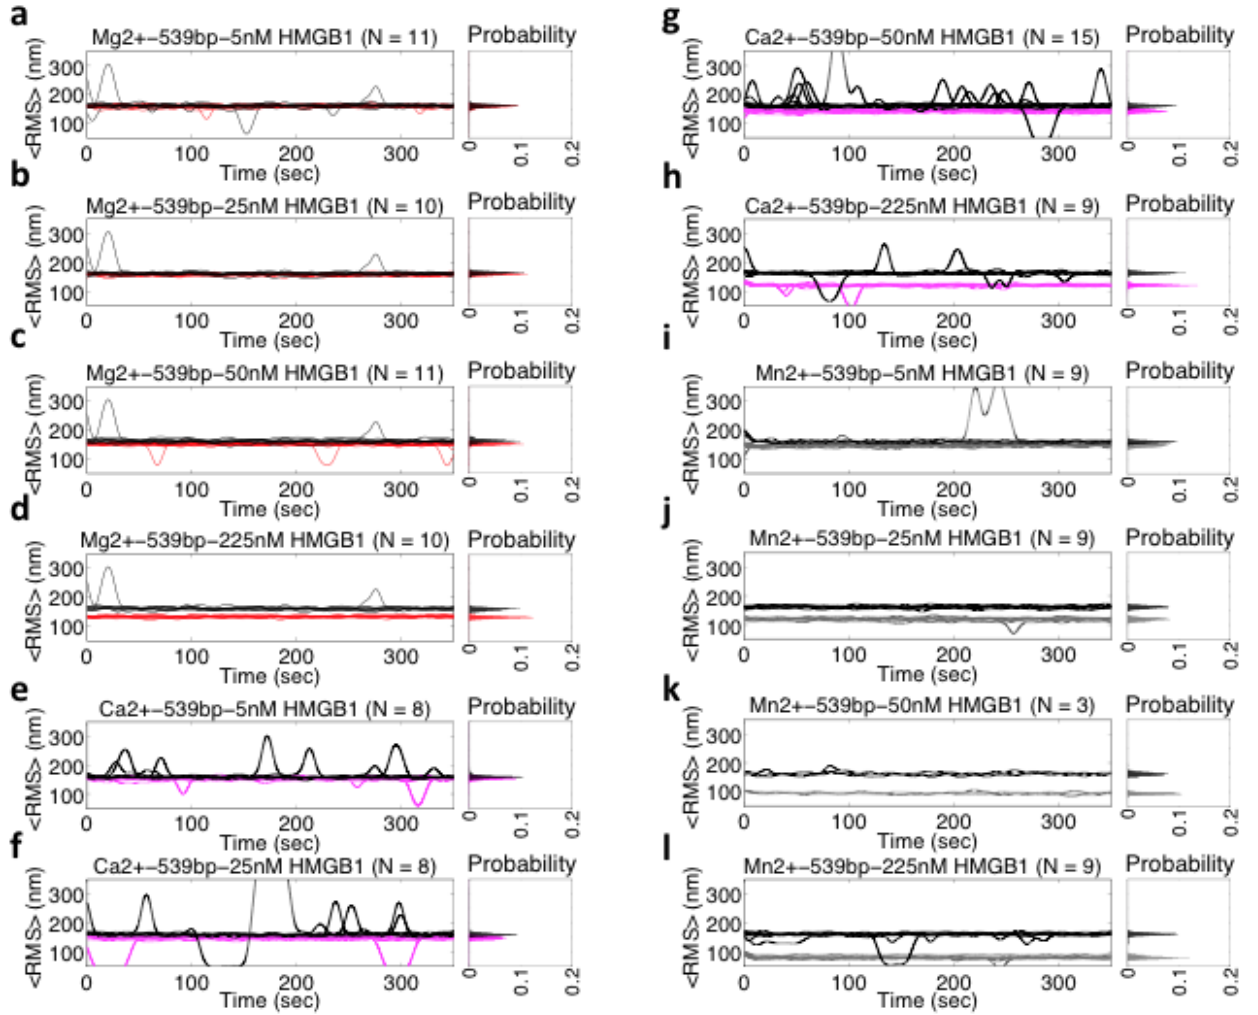 a
Mg2+−539bp−5nM HMGB1 (N = 11) Probability
<RMS> (nm)
300
200
100
0 100 200 300 0 0.1 0.2
Time (sec)
b
Mg2+−539bp−25nM HMGB1 (N = 10) Probability
<RMS> (nm)
300
200
100
0 100 200 300 0 0.1 0.2
Time (sec)
c
Mg2+−539bp−50nM HMGB1 (N = 11) Probability
<RMS> (nm)
300
200
100
0 100 200 300 0 0.1 0.2
Time (sec)
d
Mg2+−539bp−225nM HMGB1 (N = 10) Probability
<RMS> (nm)
300
200
100
0 100 200 300 0 0.1 0.2
Time (sec)
e
Ca2+−539bp−5nM HMGB1 (N = 8) Probability
<RMS> (nm)
300
200
100
0 100 200 300 0 0.1 0.2
Time (sec)
f
Ca2+−539bp−25nM HMGB1 (N = 8) Probability
<RMS> (nm)
300
200
100
0 100 200 300 0 0.1 0.2
Time (sec)
g
Ca2+−539bp−50nM HMGB1 (N = 15) Probability
<RMS> (nm)
300
200
100
0 100 200 300 0 0.1 0.2
Time (sec)
h
Ca2+−539bp−225nM HMGB1 (N = 9) Probability
<RMS> (nm)
300
200
100
0 100 200 300 0 0.1 0.2
Time (sec)
i
Mn2+−539bp−5nM HMGB1 (N = 9) Probability
<RMS> (nm)
300
200
100
0 100 200 300 0 0.1 0.2
Time (sec)
j
Mn2+−539bp−25nM HMGB1 (N = 9) Probability
<RMS> (nm)
300
200
100
0 100 200 300 0 0.1 0.2
Time (sec)
k
Mn2+−539bp−50nM HMGB1 (N = 3) Probability
<RMS> (nm)
300
200
100
0 100 200 300 0 0.1 0.2
Time (sec)
l
Mn2+−539bp−225nM HMGB1 (N = 9) Probability
<RMS> (nm)
300
200
100
0 100 200 300 0 0.1 0.2
Time (sec)